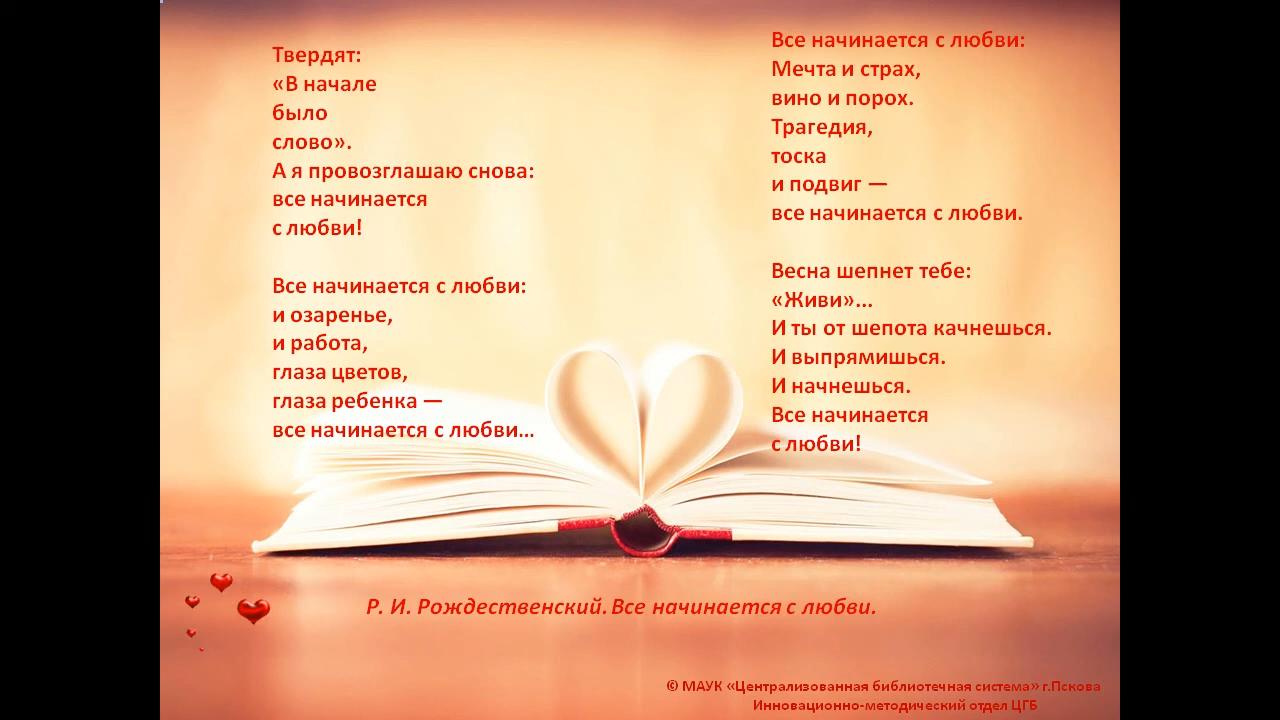 Твердят:
«В начале
было
слово».
А я провозглашаю снова:
все начинается
с любви!
Все начинается с любви:
и озаренье,
и работа,
глаза цветов,
глаза ребенка —
все начинается с любви...
Все начинается с любви:
Мечта и страх,
вино и порох.
Трагедия,
тоска
и подвиг —
все начинается с любви.
Весна шепнет тебе:
«Живи»...
И ты от шепота качнешься.
И выпрямишься.
И начнешься.
Все начинается
с любви!
Р. И. Рождественский. Все начинается с любви.
© МАУК «Централизованная библиотечная система» г.Пскова
Инновационно-методический отдел ЦГБ